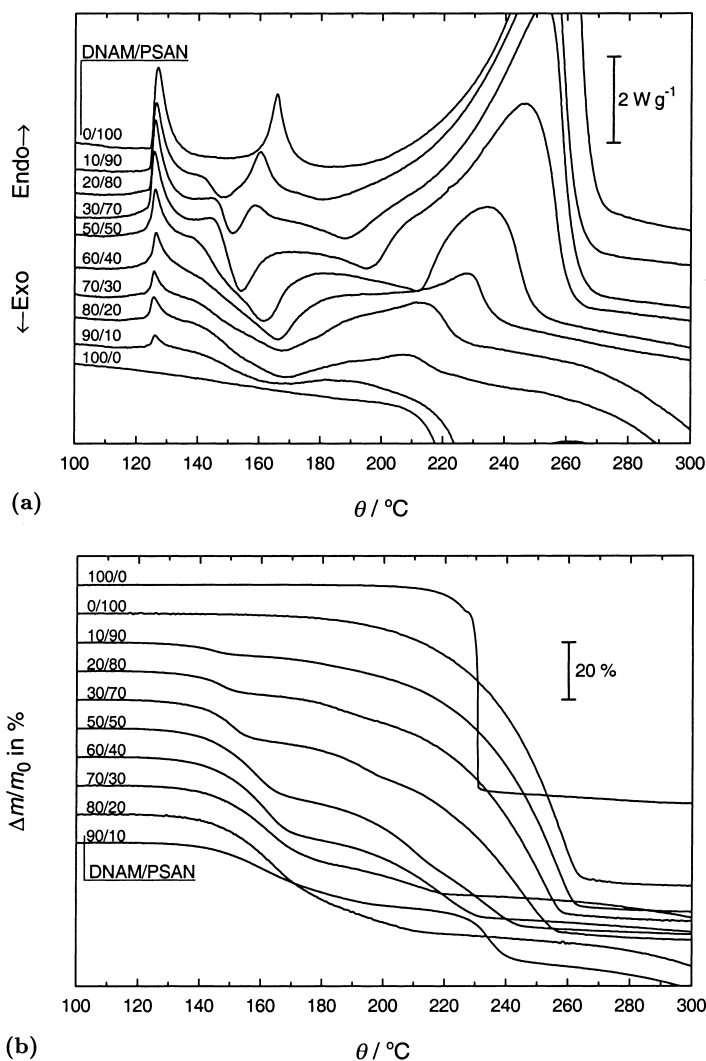 DNAM/PSAN
2 W g⁻¹
0/100
10/90
20/80
30/70
50/50
60/40
70/30
80/20
90/10
100/0
←Exo Endo→
100 120 140 160 180 200 220 240 260 280 300
(a)
θ / °C
100/0
0/100
10/90
20 %
20/80
30/70
50/50
60/40
70/30
80/20
90/10
DNAM/PSAN
Δm/m₀ in %
100 120 140 160 180 200 220 240 260 280 300
(b)
θ / °C